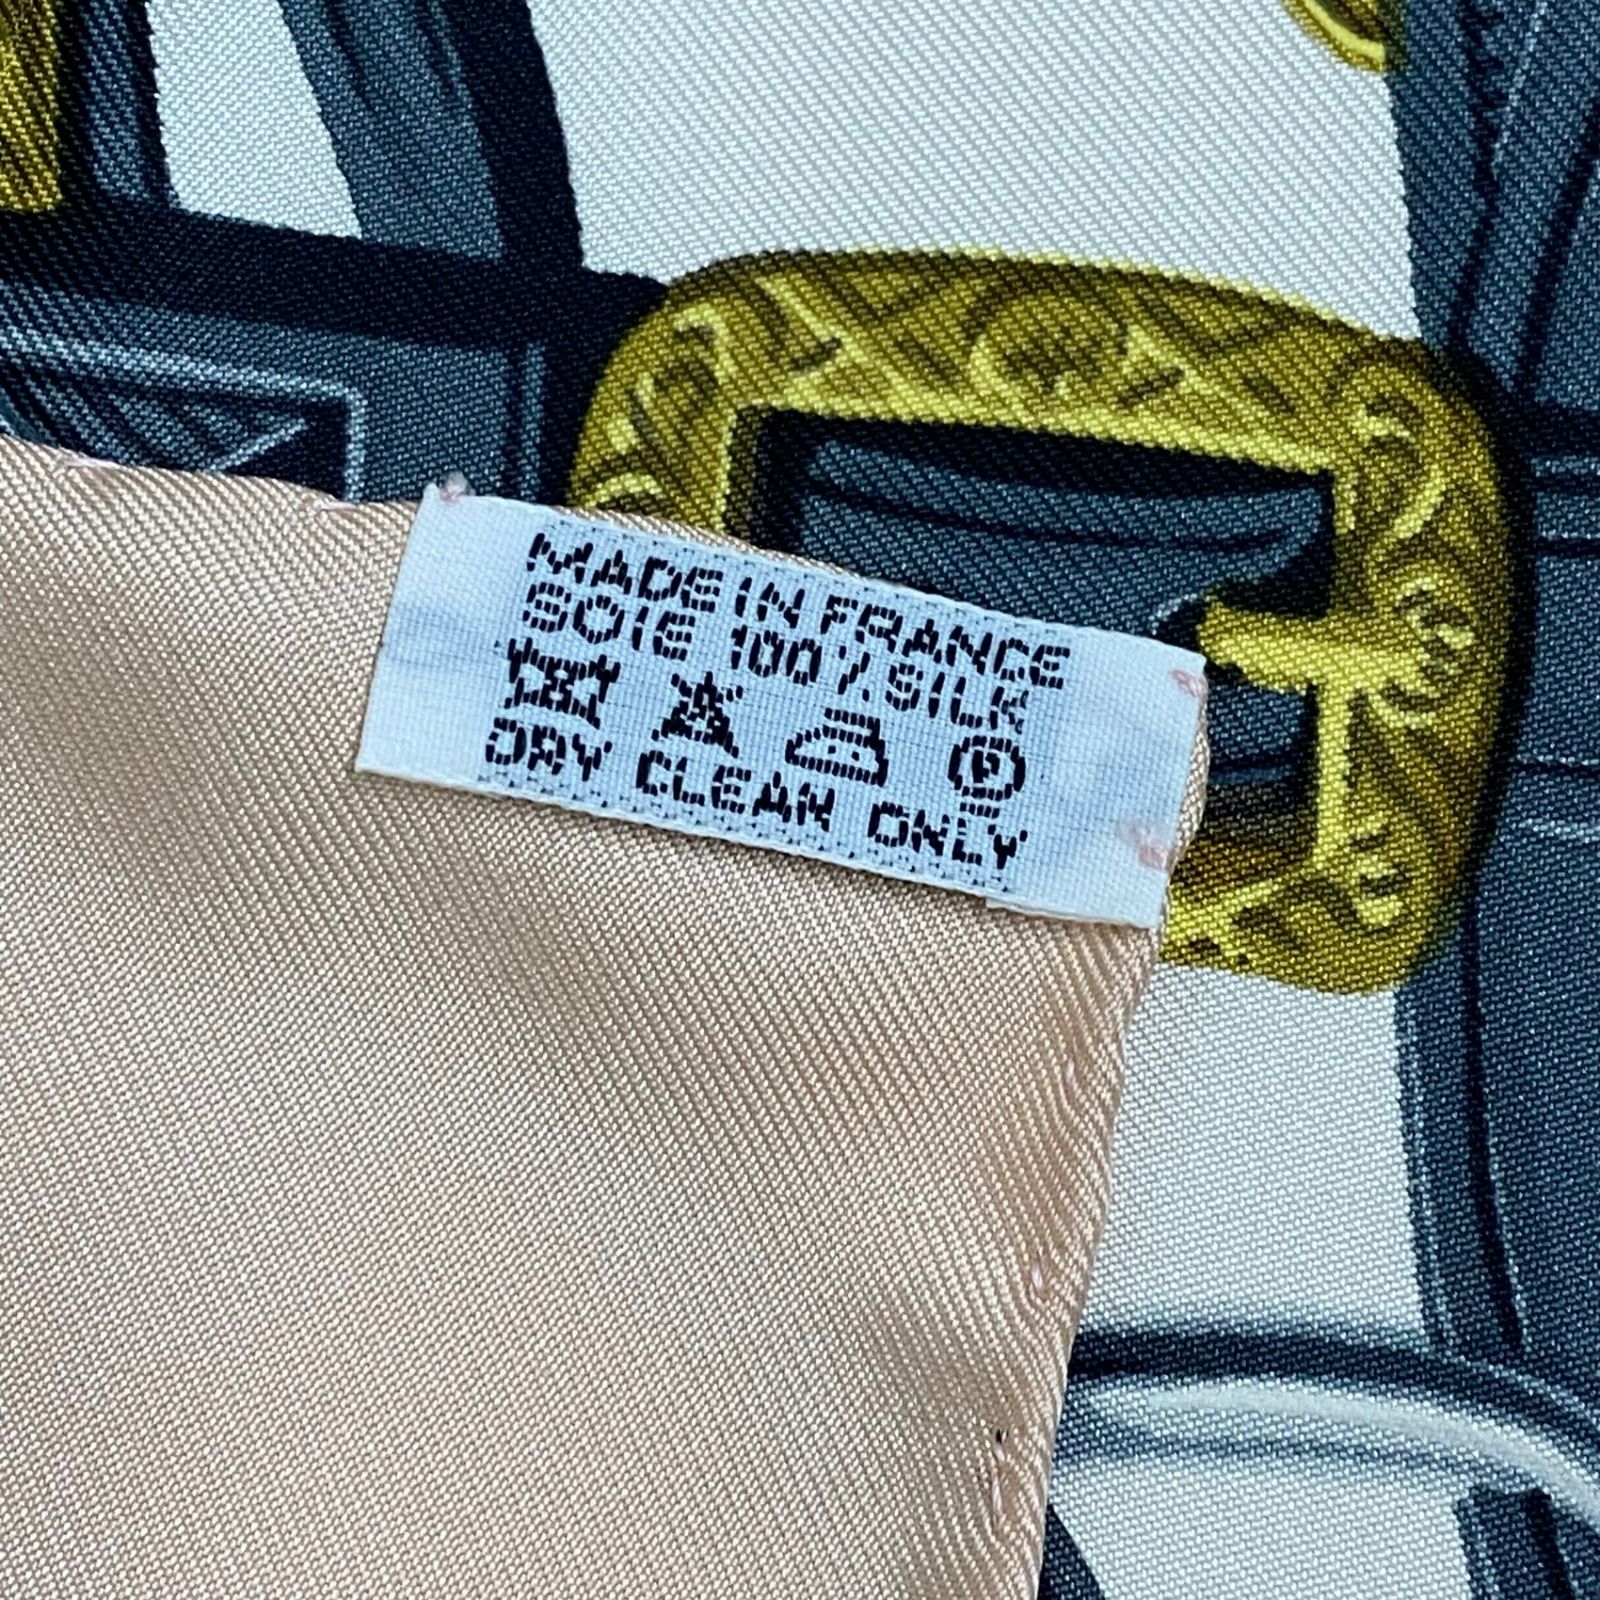 MADE IN FRANCE
SOIE 100% SILK
P
DRY CLEAN ONLY